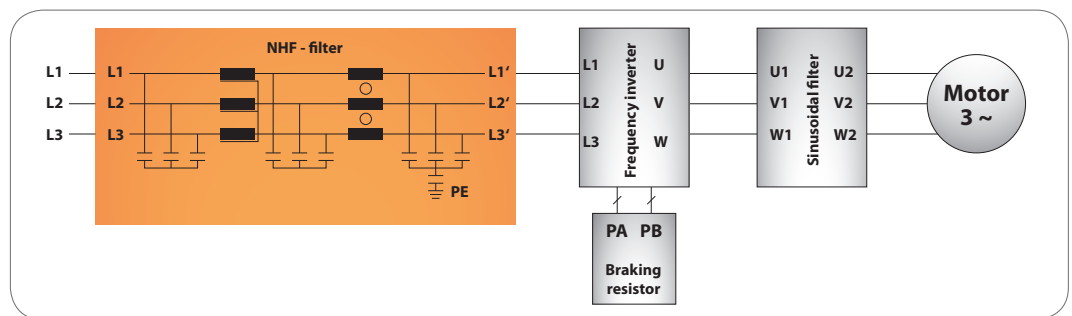 NHF - filter
L1 L1 L1‘ L1 U U1 U2
L2 L2 L2‘ L2 V V1 V2
L3 L3 L3‘ L3 W W1 W2
Frequency inverter
Sinusoidal filter
Motor
3 ~
PE
PA PB
Braking
resistor